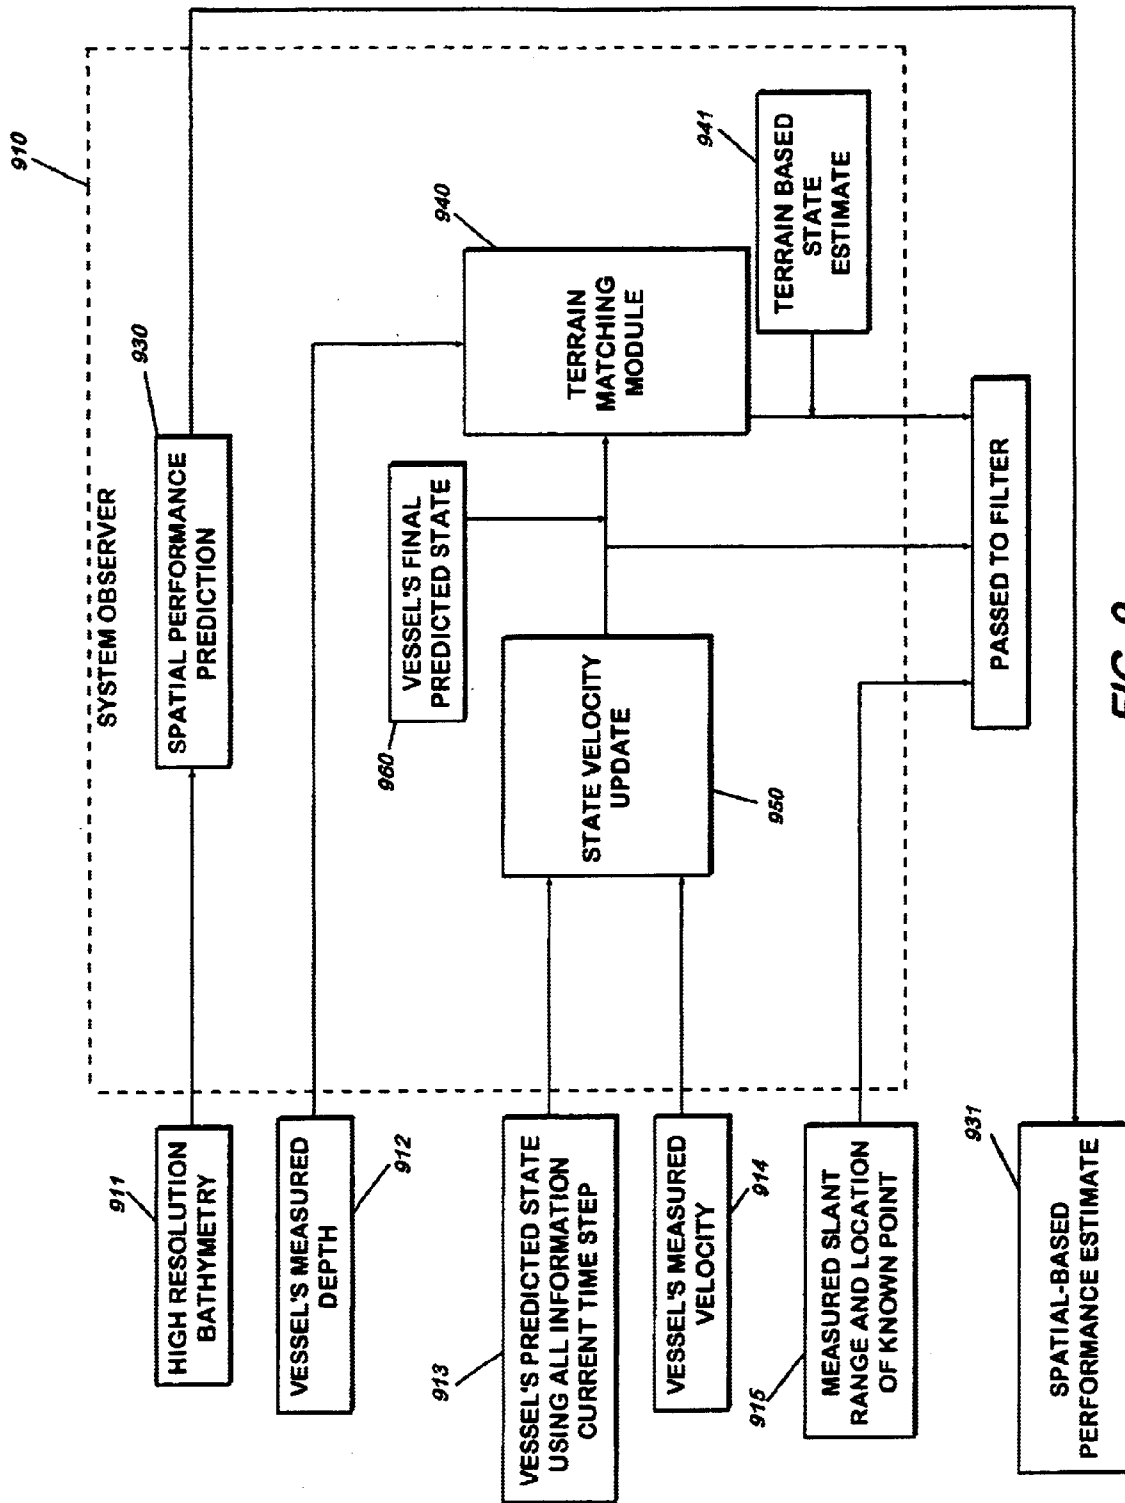 910
SYSTEM OBSERVER
911
HIGH RESOLUTION
BATHYMETRY
930
SPATIAL PERFORMANCE
PREDICTION
VESSEL'S MEASURED
DEPTH
912
940
TERRAIN
MATCHING
MODULE
VESSEL'S FINAL
PREDICTED STATE
960
913
VESSEL'S PREDICTED STATE
USING ALL INFORMATION
CURRENT TIME STEP
STATE VELOCITY
UPDATE
950
VESSEL'S MEASURED
VELOCITY
914
941
TERRAIN BASED
STATE
ESTIMATE
915
MEASURED SLANT
RANGE AND LOCATION
OF KNOWN POINT
PASSED TO FILTER
931
SPATIAL-BASED
PERFORMANCE ESTIMATE
FIG.